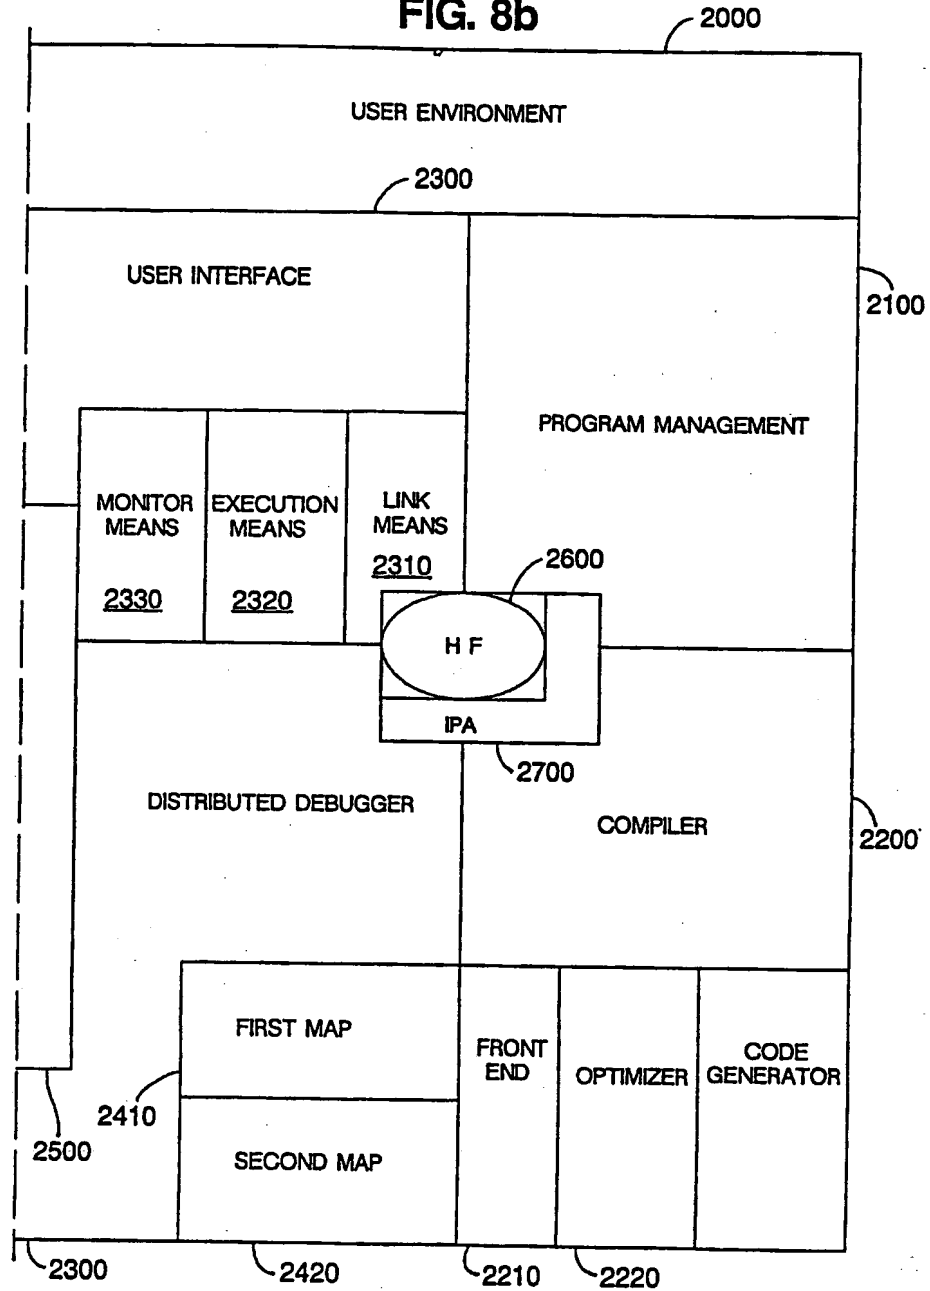 FIG. 8b
2000
USER ENVIRONMENT
2300
USER INTERFACE
2100
PROGRAM MANAGEMENT
MONITOR
MEANS
2330
EXECUTION
MEANS
2320
LINK
MEANS
2310
2600
H F
IPA
2700
DISTRIBUTED DEBUGGER
COMPILER
2200
FIRST MAP
SECOND MAP
FRONT
END
OPTIMIZER
CODE
GENERATOR
2410
2500
2300
2420
2210
2220